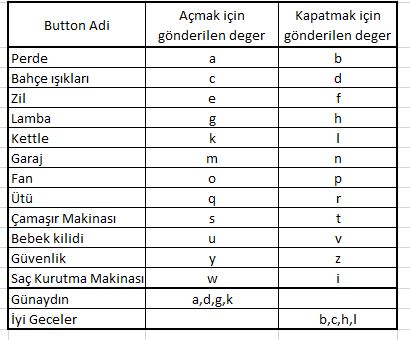 Button Adi Açmak için gönderilen deger Kapatmak için gönderilen deger
Perde a b
Bahçe ışıkları c d
Zil e f
Lamba g h
Kettle k l
Garaj m n
Fan o p
Ütü q r
Çamaşır Makinası s t
Bebek kilidi u v
Güvenlik y z
Saç Kurutma Makinası w i
Günaydın a,d,g,k
İyi Geceler b,c,h,l